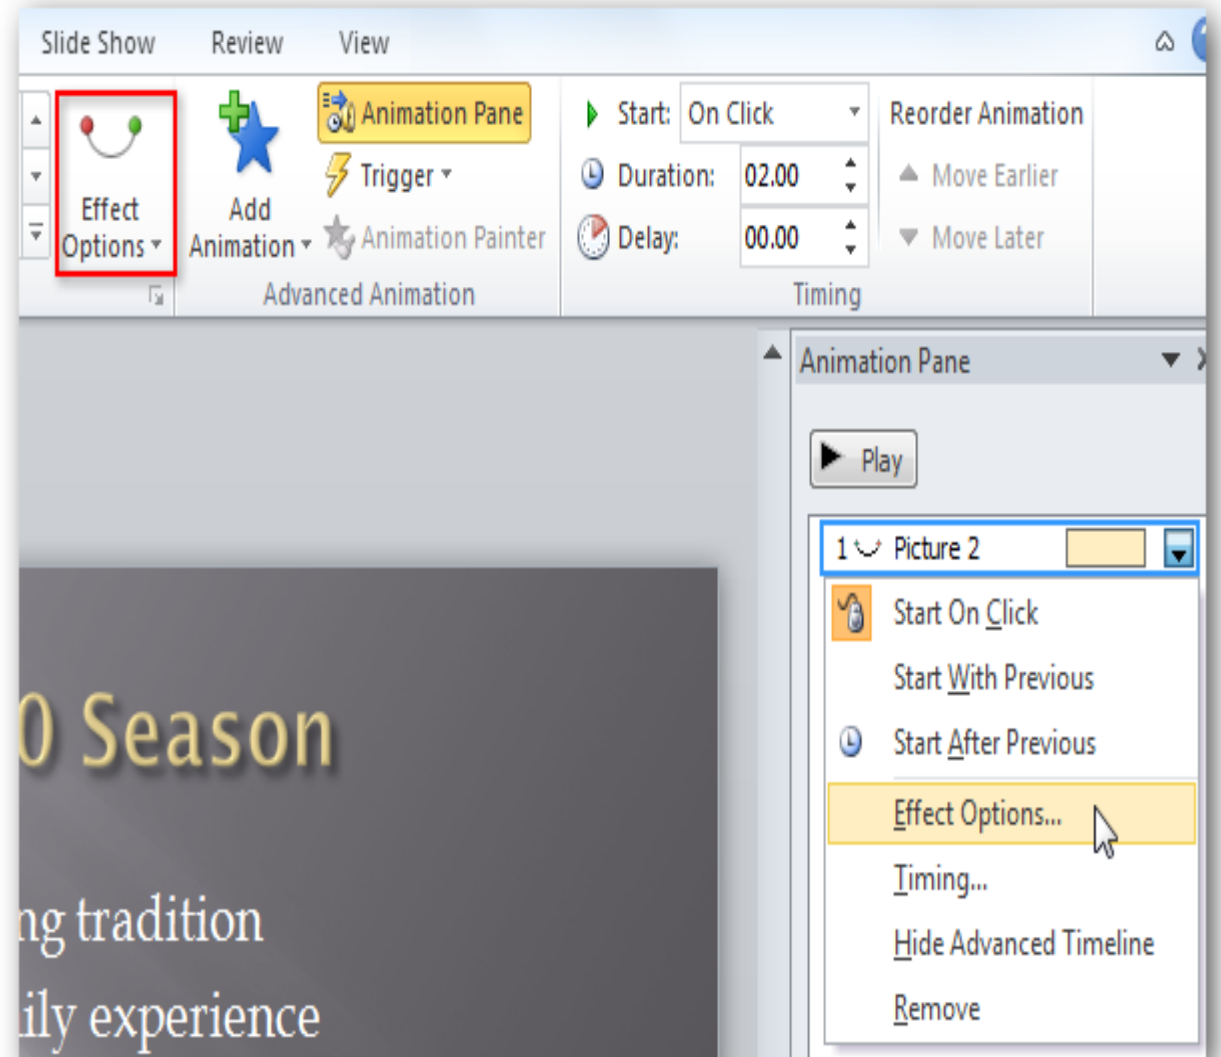 Slide Show Review View
Effect Options
Add Animation
Animation Pane
Trigger
Animation Painter
Advanced Animation
Start: On Click
Duration: 02.00
Delay: 00.00
Timing
Reorder Animation
Move Earlier
Move Later
Animation Pane
Play
1 Picture 2
Start On Click
Start With Previous
Start After Previous
Effect Options...
Timing...
Hide Advanced Timeline
Remove
0 Season
ng tradition
ily experience